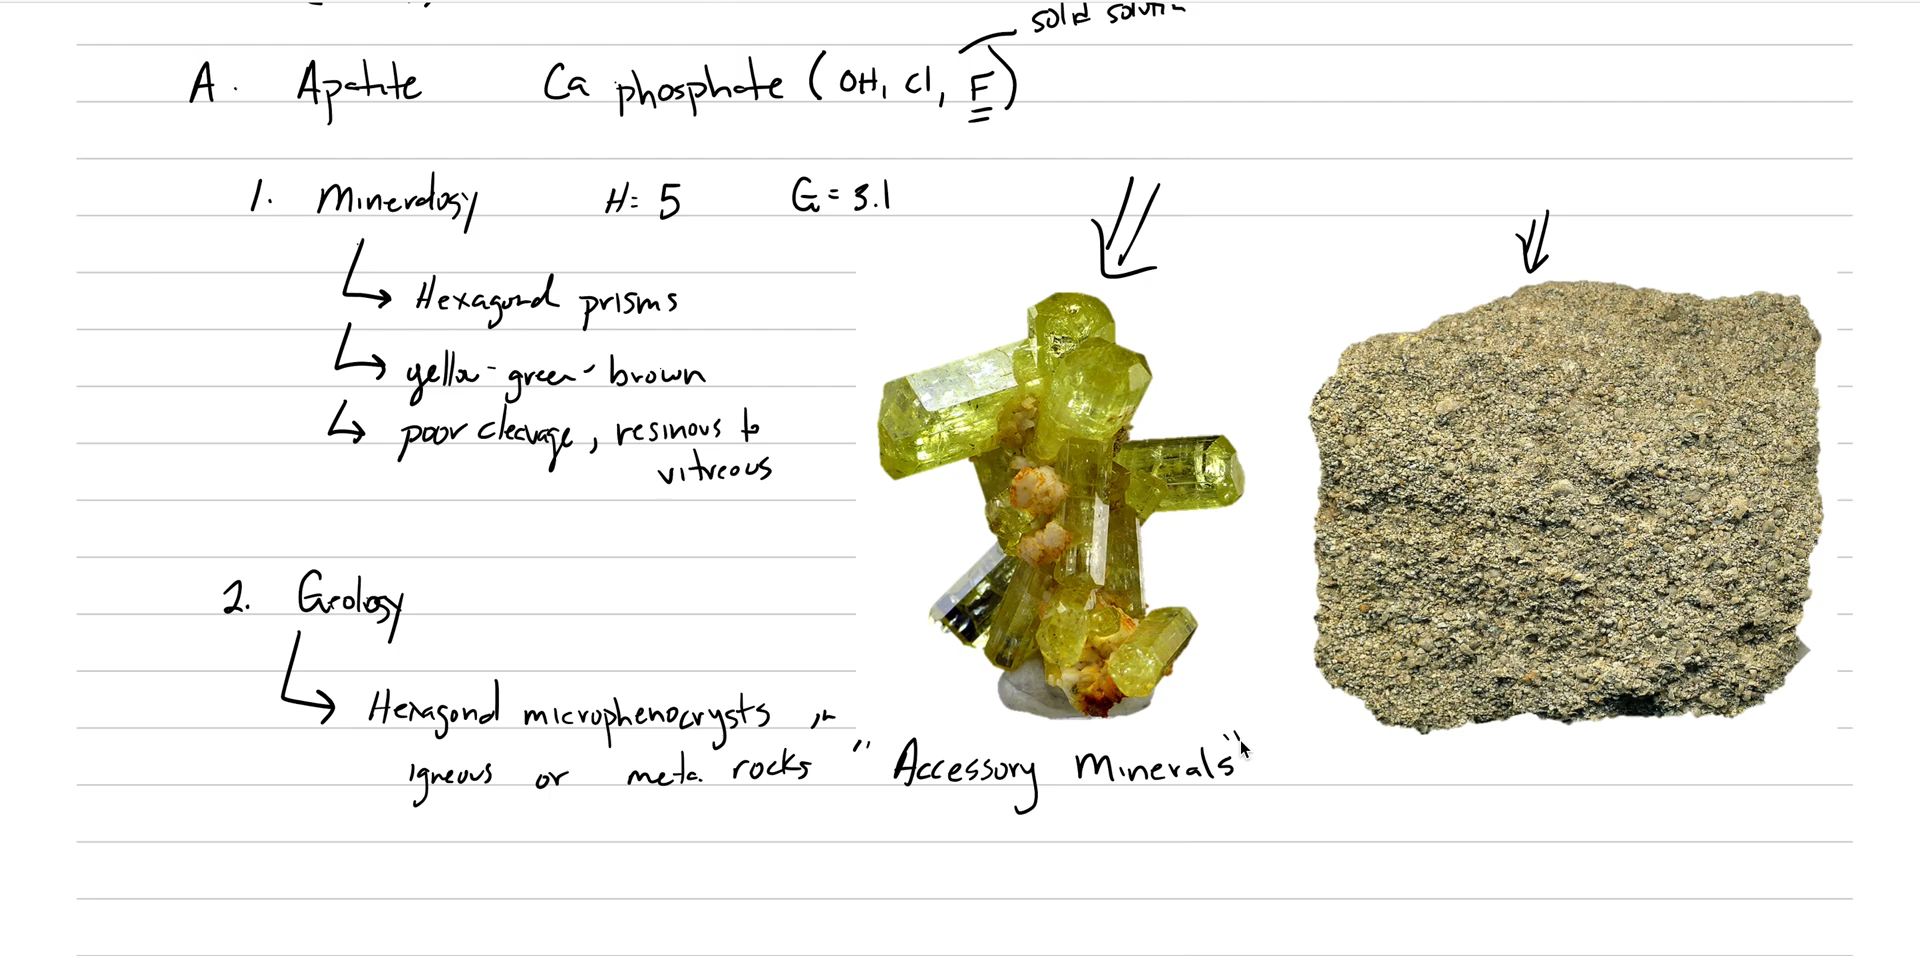 solid solution
A. Apatite Ca phosphate (OH, Cl, F)
1. Mineralogy H= 5 G= 3.1
Hexagonal prisms
yellow-green-brown
poor cleavage, resinous to
vitreous
2. Geology
Hexagonal microphenocrysts in
igneous or meta. rocks "Accessory Minerals"